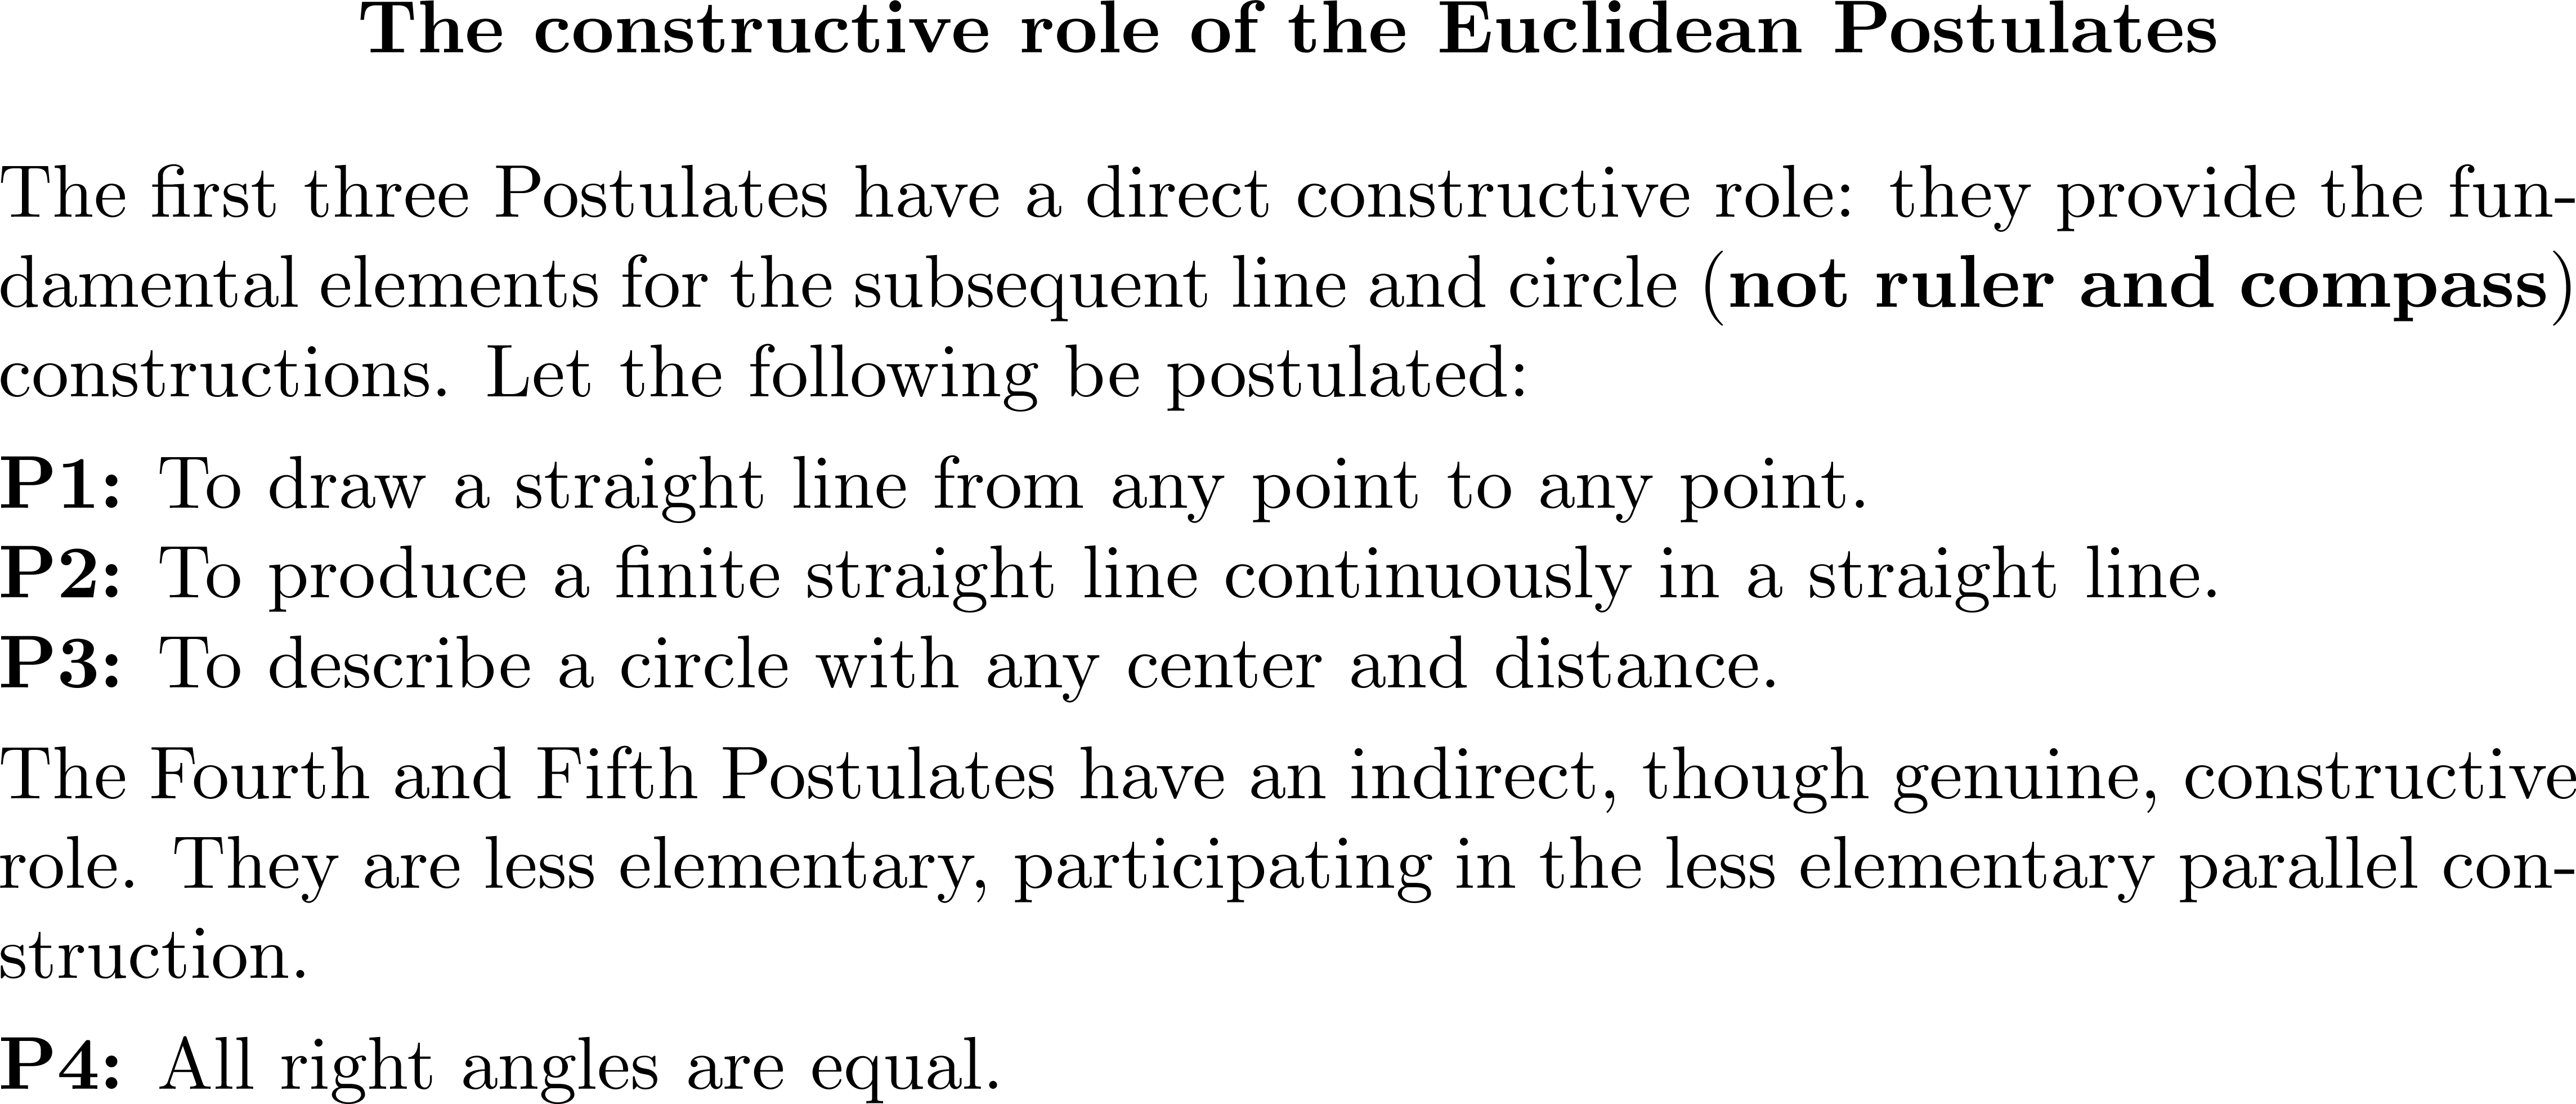 The constructive role of the Euclidean Postulates
The first three Postulates have a direct constructive role: they provide the fun-
damental elements for the subsequent line and circle (not ruler and compass)
constructions. Let the following be postulated:
P1: To draw a straight line from any point to any point.
P2: To produce a finite straight line continuously in a straight line.
P3: To describe a circle with any center and distance.
The Fourth and Fifth Postulates have an indirect, though genuine, constructive
role. They are less elementary, participating in the less elementary parallel con-
struction.
P4: All right angles are equal.